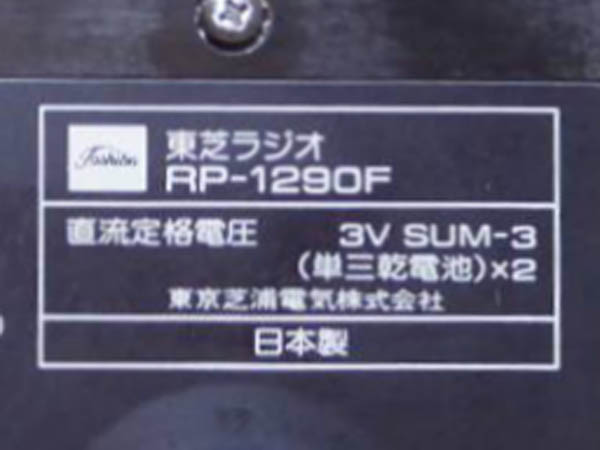 Toshiba
東芝ラジオ
RP-1290F
直流定格電圧 3V SUM-3
(単三乾電池)×2
東京芝浦電気株式会社
日本製